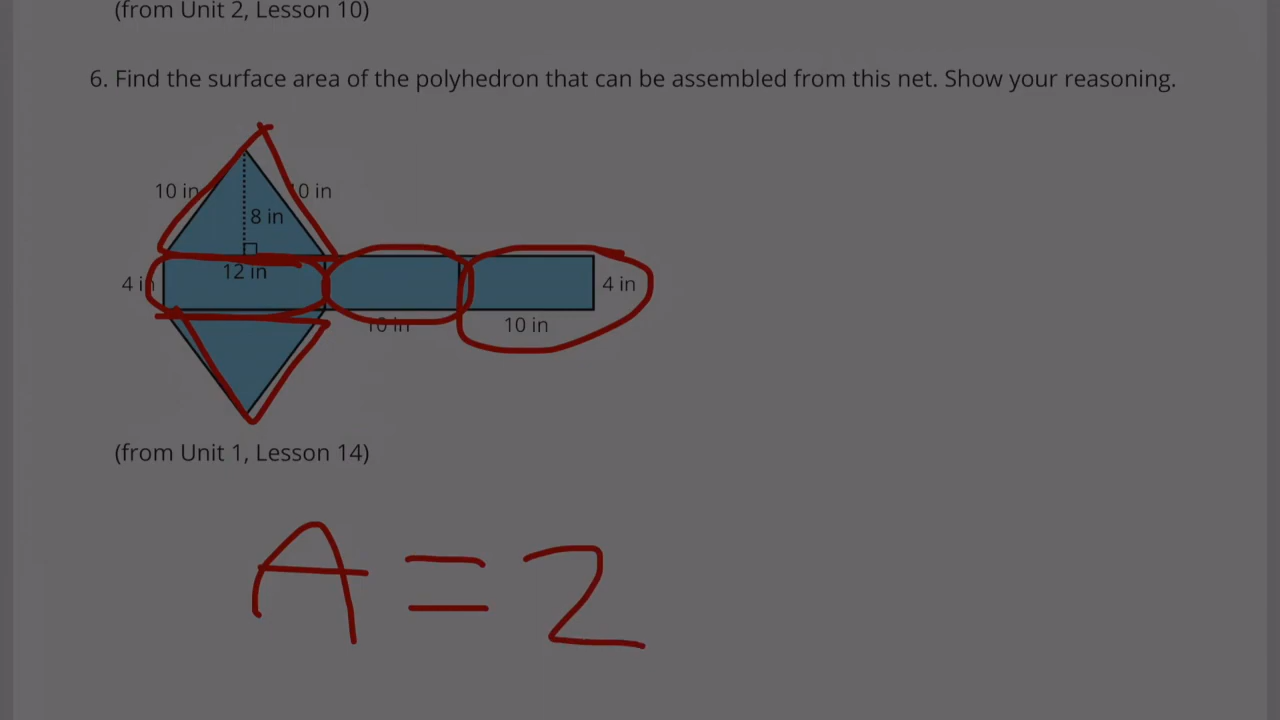 (from Unit 2, Lesson 10)
6. Find the surface area of the polyhedron that can be assembled from this net. Show your reasoning.
10 in 10 in
8 in
12 in
4 in 4 in
10 in 10 in
(from Unit 1, Lesson 14)
A = 2